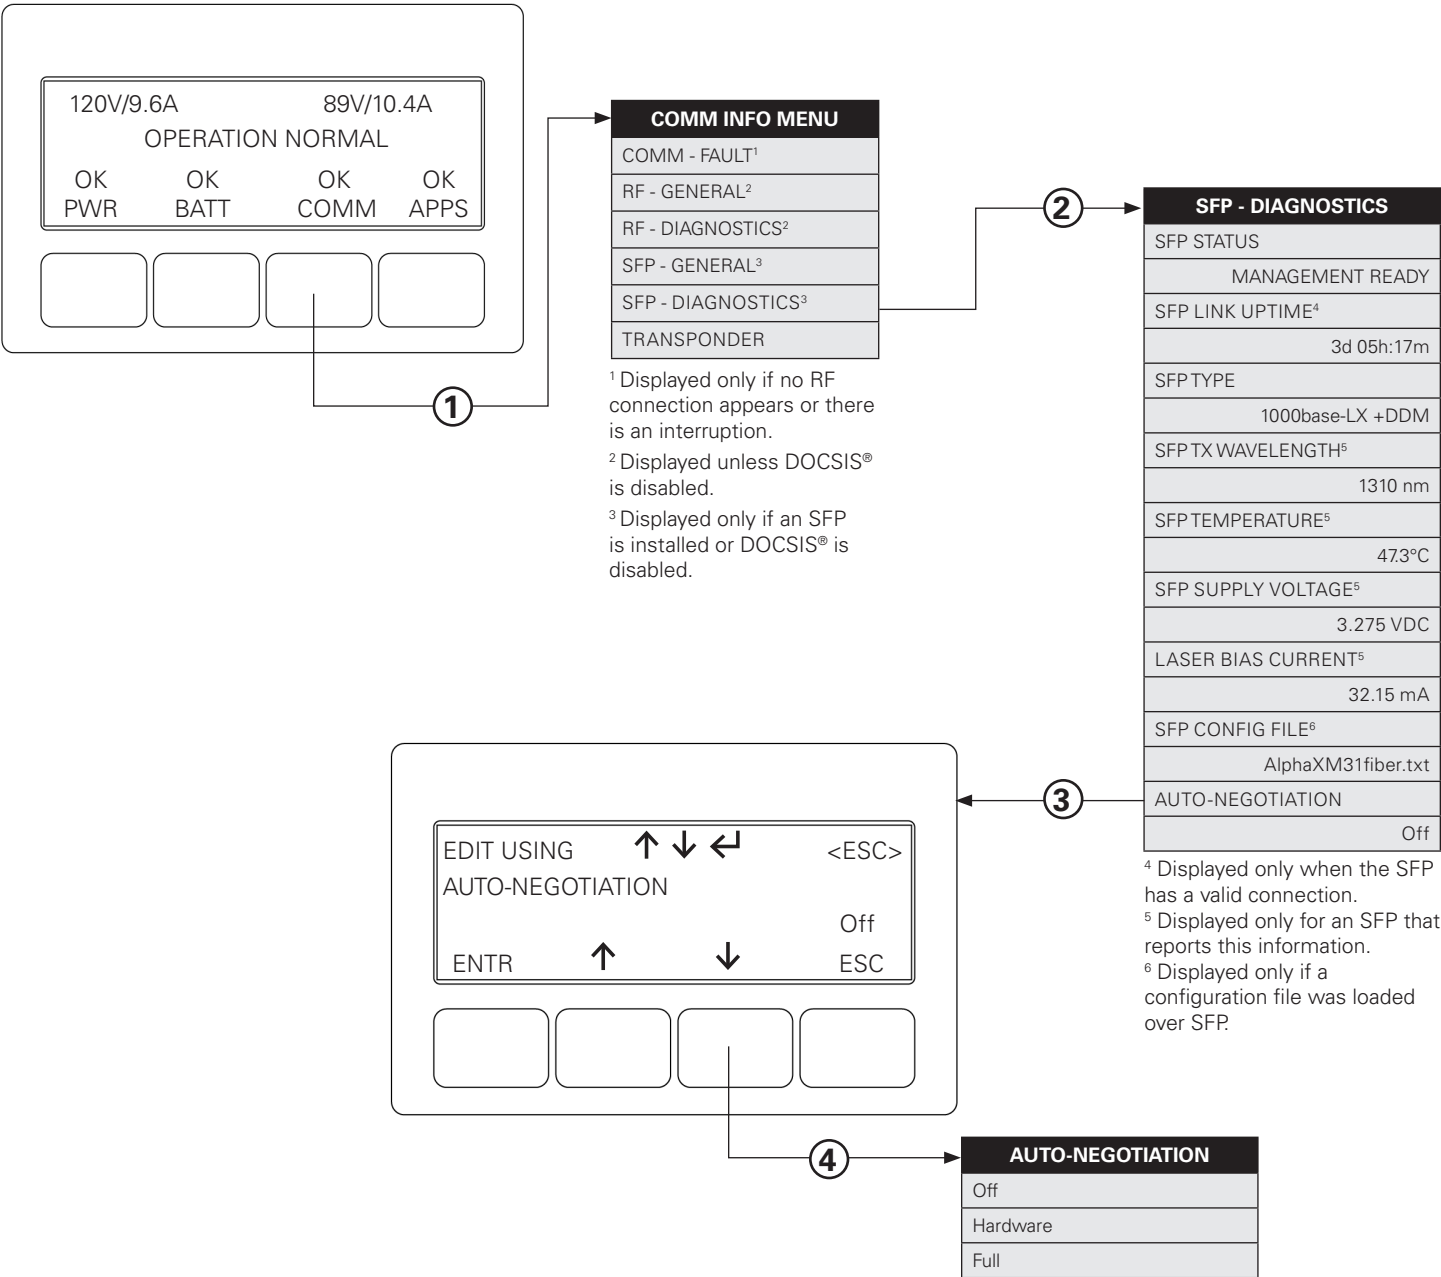 120V/9.6A 89V/10.4A
OPERATION NORMAL
OK OK OK OK
PWR BATT COMM APPS
1
COMM INFO MENU
COMM - FAULT¹
RF - GENERAL²
RF - DIAGNOSTICS²
SFP - GENERAL³
SFP - DIAGNOSTICS³
TRANSPONDER
¹ Displayed only if no RF
connection appears or there
is an interruption.
² Displayed unless DOCSIS®
is disabled.
³ Displayed only if an SFP
is installed or DOCSIS® is
disabled.
2
SFP - DIAGNOSTICS
SFP STATUS
MANAGEMENT READY
SFP LINK UPTIME⁴
3d 05h:17m
SFP TYPE
1000base-LX +DDM
SFP TX WAVELENGTH⁵
1310 nm
SFP TEMPERATURE⁵
47.3°C
SFP SUPPLY VOLTAGE⁵
3.275 VDC
LASER BIAS CURRENT⁵
32.15 mA
SFP CONFIG FILE⁶
AlphaXM31fiber.txt
AUTO-NEGOTIATION
Off
⁴ Displayed only when the SFP
has a valid connection.
⁵ Displayed only for an SFP that
reports this information.
⁶ Displayed only if a
configuration file was loaded
over SFP.
3
EDIT USING ↑ ↓ ↵ <ESC>
AUTO-NEGOTIATION
Off
ENTR ↑ ↓ ESC
4
AUTO-NEGOTIATION
Off
Hardware
Full